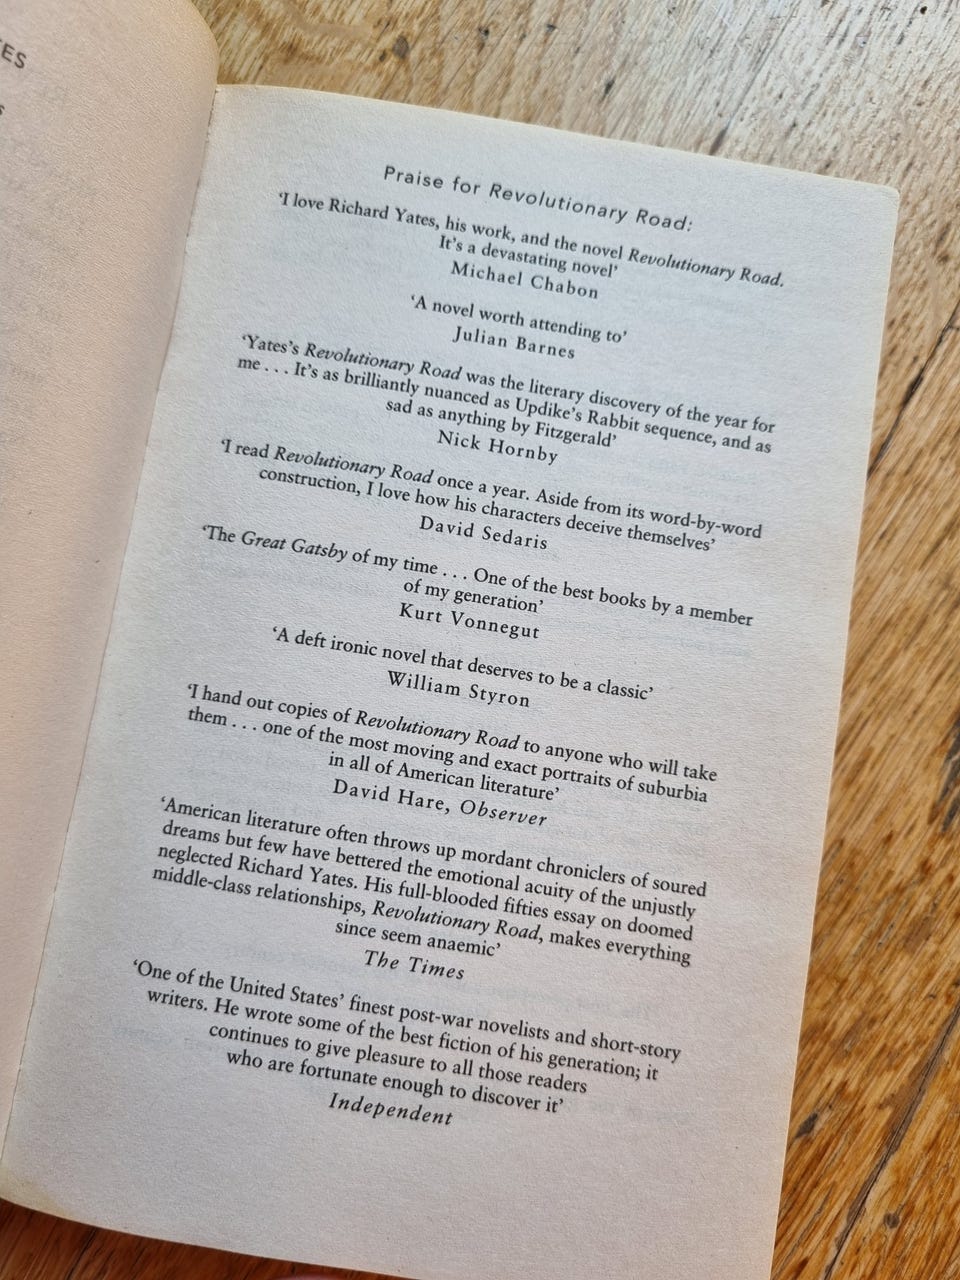 ES
s
Praise for Revolutionary Road:
‘I love Richard Yates, his work, and the novel Revolutionary Road.
It’s a devastating novel’
Michael Chabon
‘A novel worth attending to’
Julian Barnes
‘Yates’s Revolutionary Road was the literary discovery of the year for
me . . . It’s as brilliantly nuanced as Updike’s Rabbit sequence, and as
sad as anything by Fitzgerald’
Nick Hornby
‘I read Revolutionary Road once a year. Aside from its word-by-word
construction, I love how his characters deceive themselves’
David Sedaris
‘The Great Gatsby of my time . . . One of the best books by a member
of my generation’
Kurt Vonnegut
‘A deft ironic novel that deserves to be a classic’
William Styron
‘I hand out copies of Revolutionary Road to anyone who will take
them . . . one of the most moving and exact portraits of suburbia
in all of American literature’
David Hare, Observer
‘American literature often throws up mordant chroniclers of soured
dreams but few have bettered the emotional acuity of the unjustly
neglected Richard Yates. His full-blooded fifties essay on doomed
middle-class relationships, Revolutionary Road, makes everything
since seem anaemic’
The Times
‘One of the United States’ finest post-war novelists and short-story
writers. He wrote some of the best fiction of his generation; it
continues to give pleasure to all those readers
who are fortunate enough to discover it’
Independent